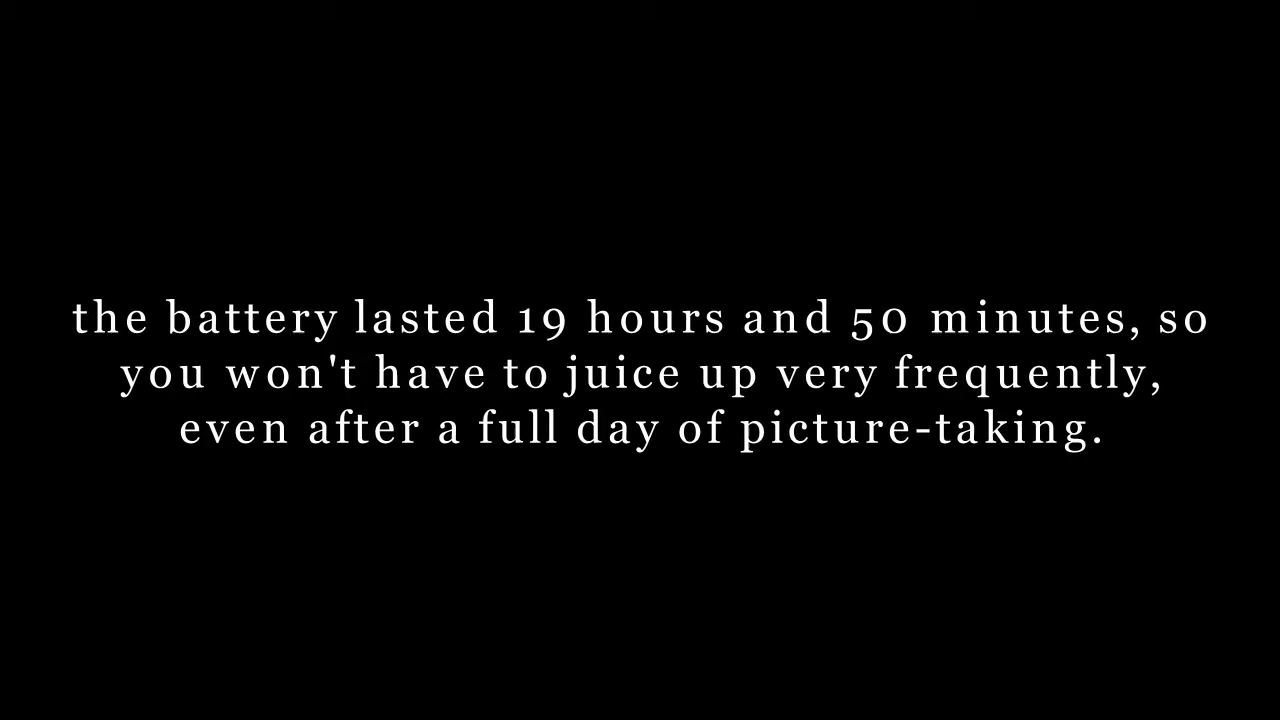 the battery lasted 19 hours and 50 minutes, so
you won't have to juice up very frequently,
even after a full day of picture-taking.